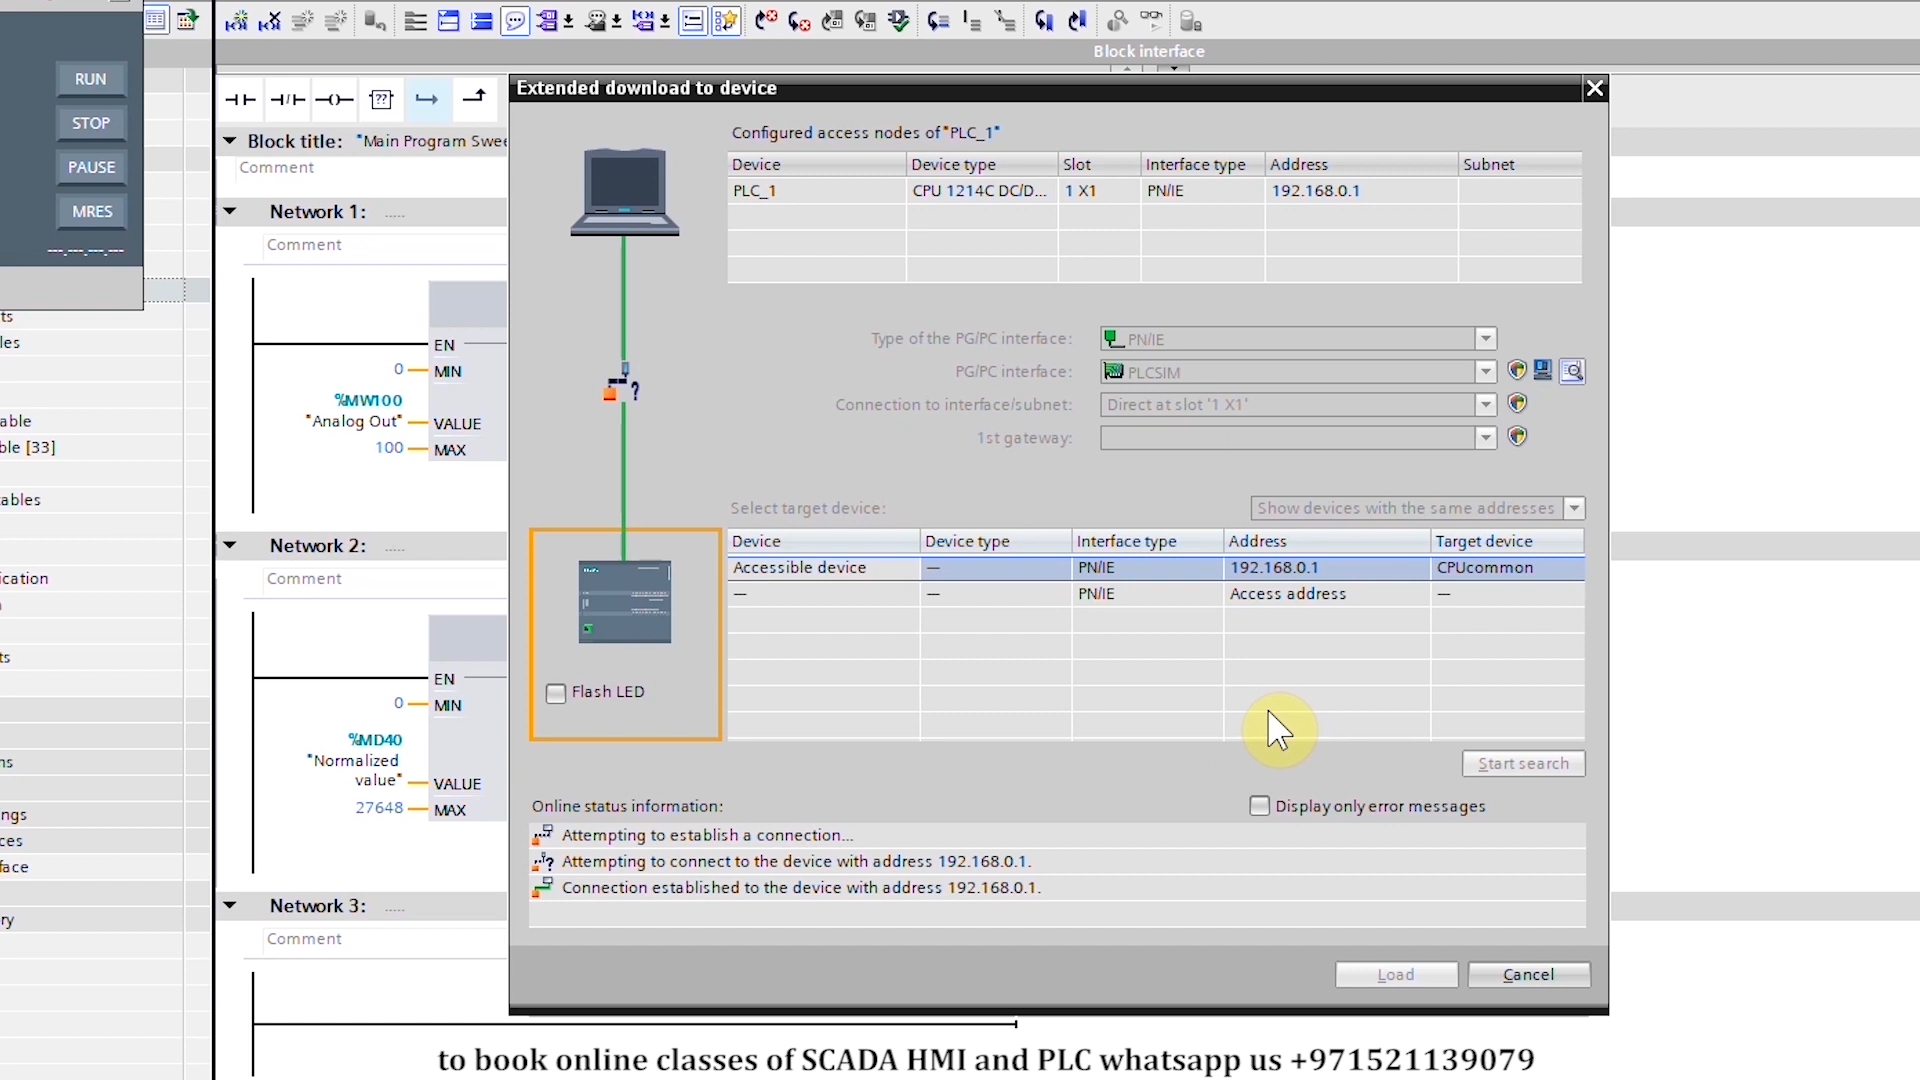 Block interface
RUN
STOP
PAUSE
MRES
Extended download to device
Block title: "Main Program Swee
Comment
Network 1: .....
Comment
EN
0 MIN
%MW100
"Analog Out" VALUE
100 MAX
Network 2: .....
Comment
EN
0 MIN
%MD40
"Normalized
value" VALUE
27648 MAX
Network 3: .....
Comment
ts
les
able
ble [33]
ables
ication
ts
ns
ngs
ces
face
ry
Configured access nodes of "PLC_1"
Device Device type Slot Interface type Address Subnet
PLC_1 CPU 1214C DC/D... 1 X1 PN/IE 192.168.0.1
Type of the PG/PC interface: PN/IE
PG/PC interface: PLCSIM
Connection to interface/subnet: Direct at slot '1 X1'
1st gateway:
Select target device: Show devices with the same addresses
Device Device type Interface type Address Target device
Accessible device — PN/IE 192.168.0.1 CPUcommon
— — PN/IE Access address —
Flash LED
Start search
Online status information: Display only error messages
Attempting to establish a connection...
Attempting to connect to the device with address 192.168.0.1.
Connection established to the device with address 192.168.0.1.
Load Cancel
to book online classes of SCADA HMI and PLC whatsapp us +971521139079